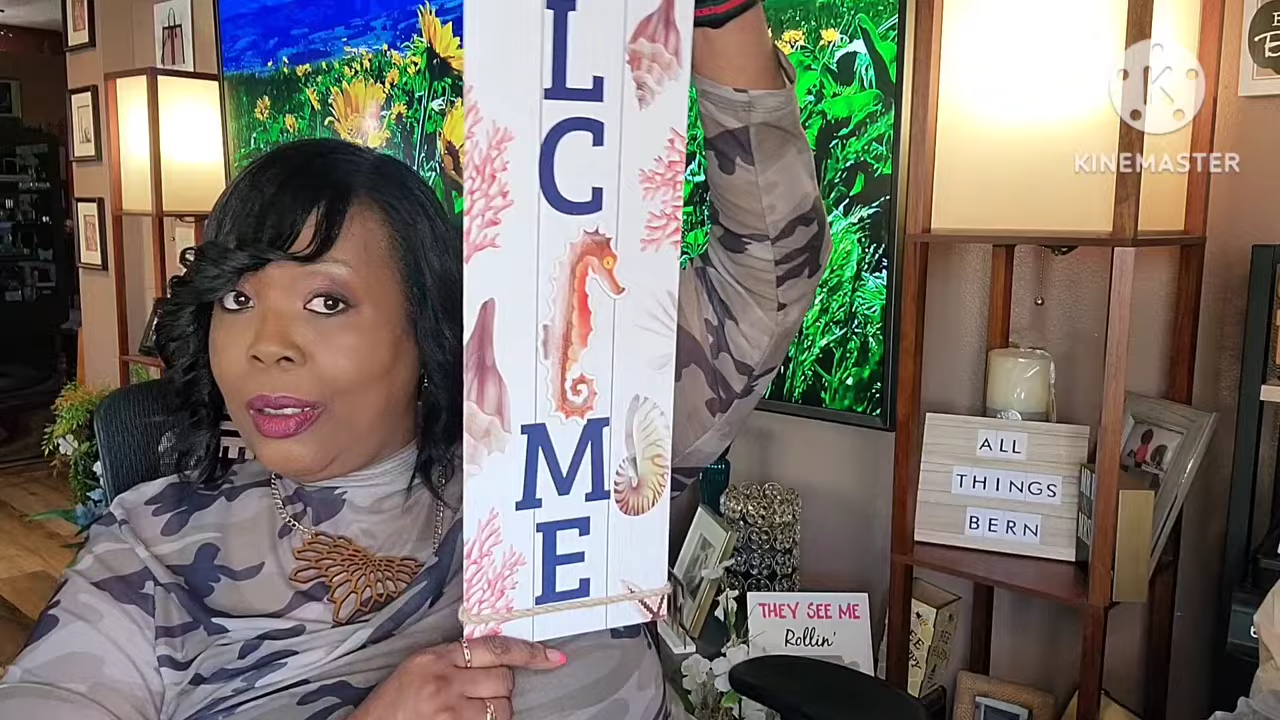 L
C
M
E
K
KINEMASTER
ALL
THINGS
BERN
THEY SEE ME
Rollin'